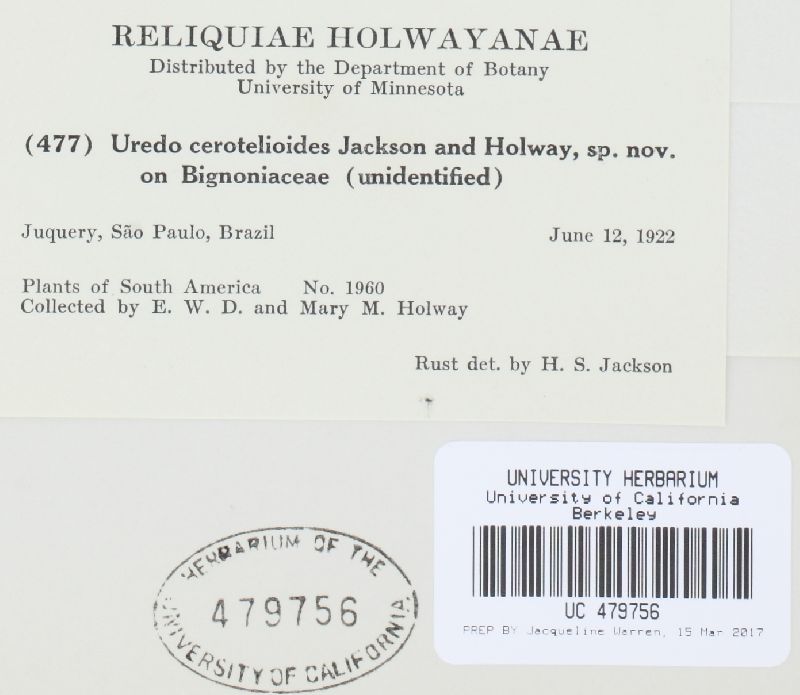 RELIQUIAE HOLWAYANAE
Distributed by the Department of Botany
University of Minnesota
(477) Uredo cerotelioides Jackson and Holway, sp. nov.
on Bignoniaceae (unidentified)
Juquery, São Paulo, Brazil June 12, 1922
Plants of South America No. 1960
Collected by E. W. D. and Mary M. Holway
Rust det. by H. S. Jackson
UNIVERSITY HERBARIUM
University of California
Berkeley
UC 479756
PREP BY Jacqueline Warren, 15 Mar 2017
HERBARIUM OF THE
479756
UNIVERSITY OF CALIFORNIA